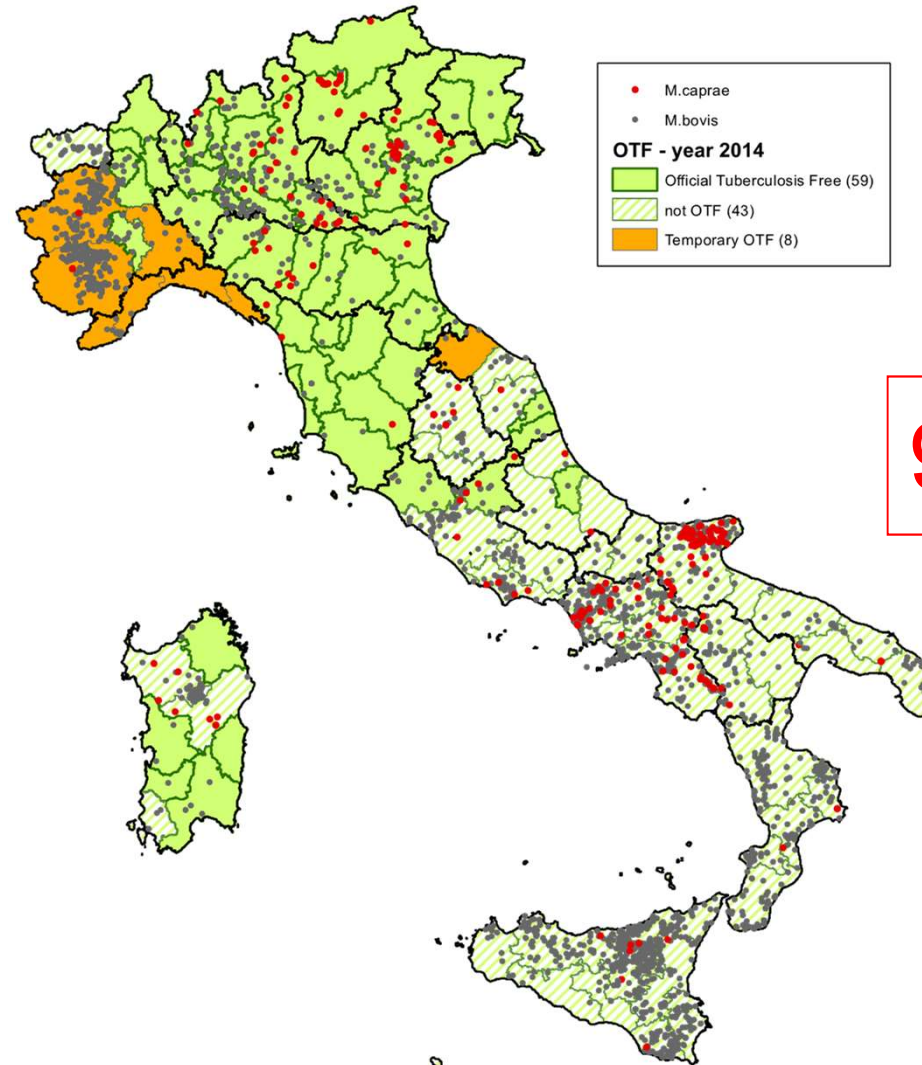 M.caprae
M.bovis
OTF - year 2014
Official Tuberculosis Free (59)
not OTF (43)
Temporary OTF (8)